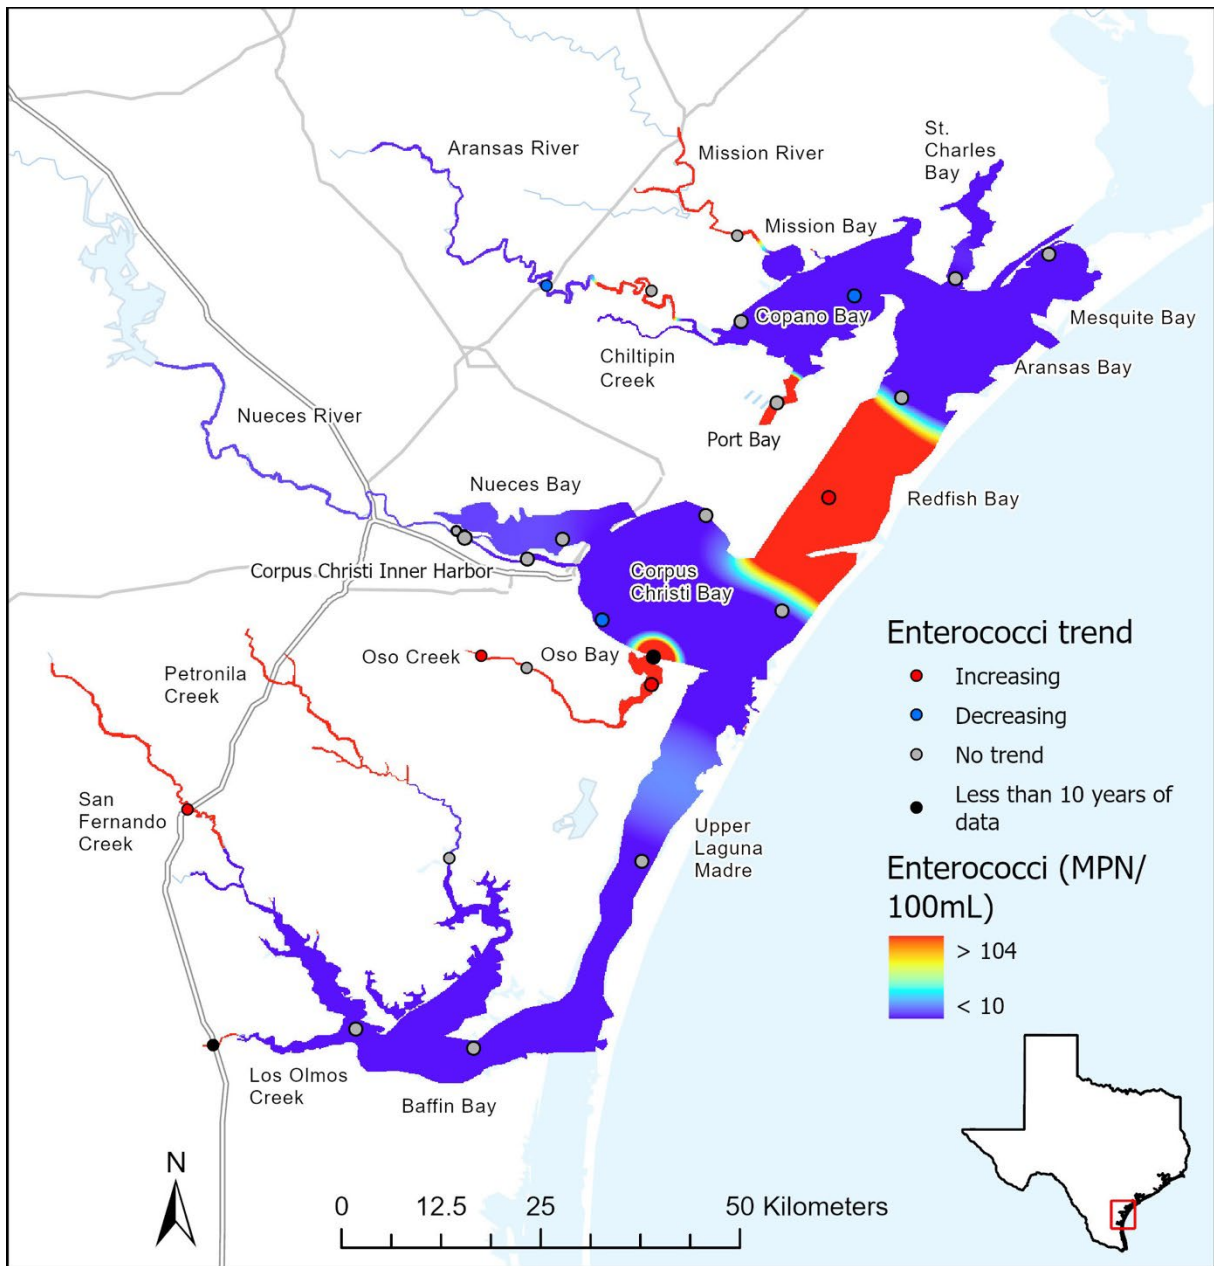 St.
Charles
Bay
Aransas River
Mission River
Mission Bay
Copano Bay
Mesquite Bay
Aransas Bay
Chiltipin
Creek
Nueces River
Port Bay
Nueces Bay
Redfish Bay
Corpus Christi Inner Harbor
Corpus
Christi Bay
Oso Creek
Oso Bay
Petronila
Creek
San
Fernando
Creek
Upper
Laguna
Madre
Los Olmos
Creek
Baffin Bay
Enterococci trend
Increasing
Decreasing
No trend
Less than 10 years of
data
Enterococci (MPN/
100mL)
> 104
< 10
N
0 12.5 25 50 Kilometers